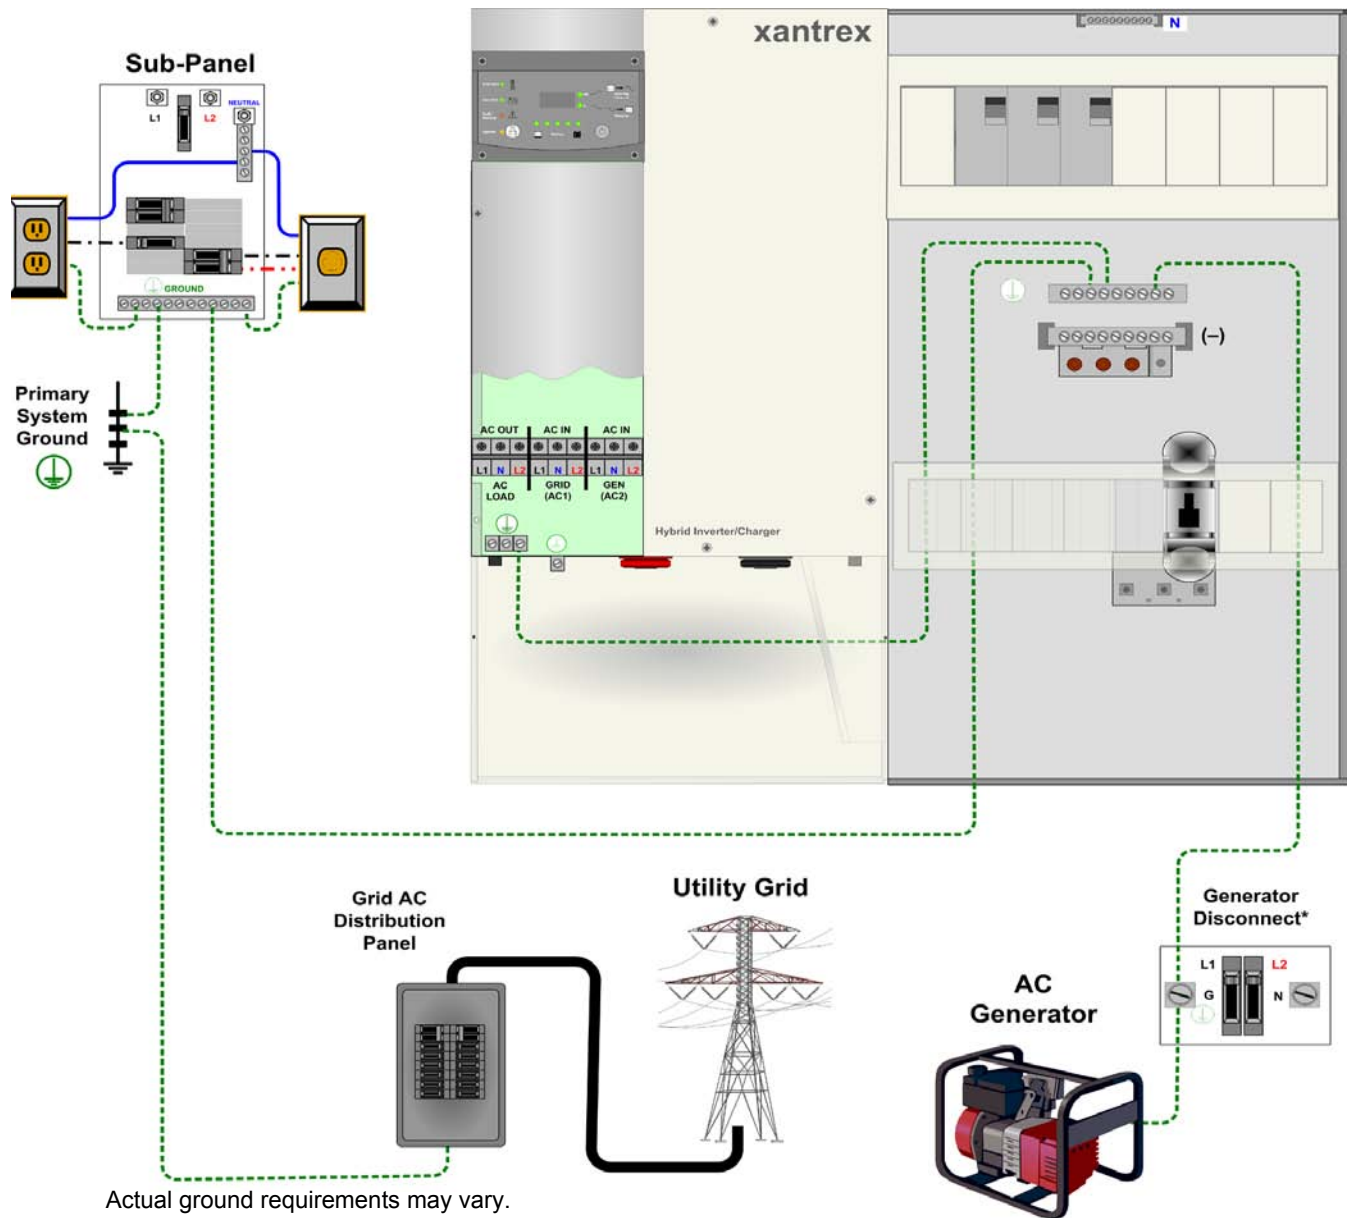 xantrex
N
Sub-Panel
L1
L2
NEUTRAL
GROUND
(–)
Primary
System
Ground
AC OUT
AC IN
AC IN
L1 N L2 L1 N L2 L1 N L2
AC
LOAD
GRID
(AC1)
GEN
(AC2)
Hybrid Inverter/Charger
Grid AC
Distribution
Panel
Utility Grid
Generator
Disconnect*
L1
L2
G
N
AC
Generator
Actual ground requirements may vary.